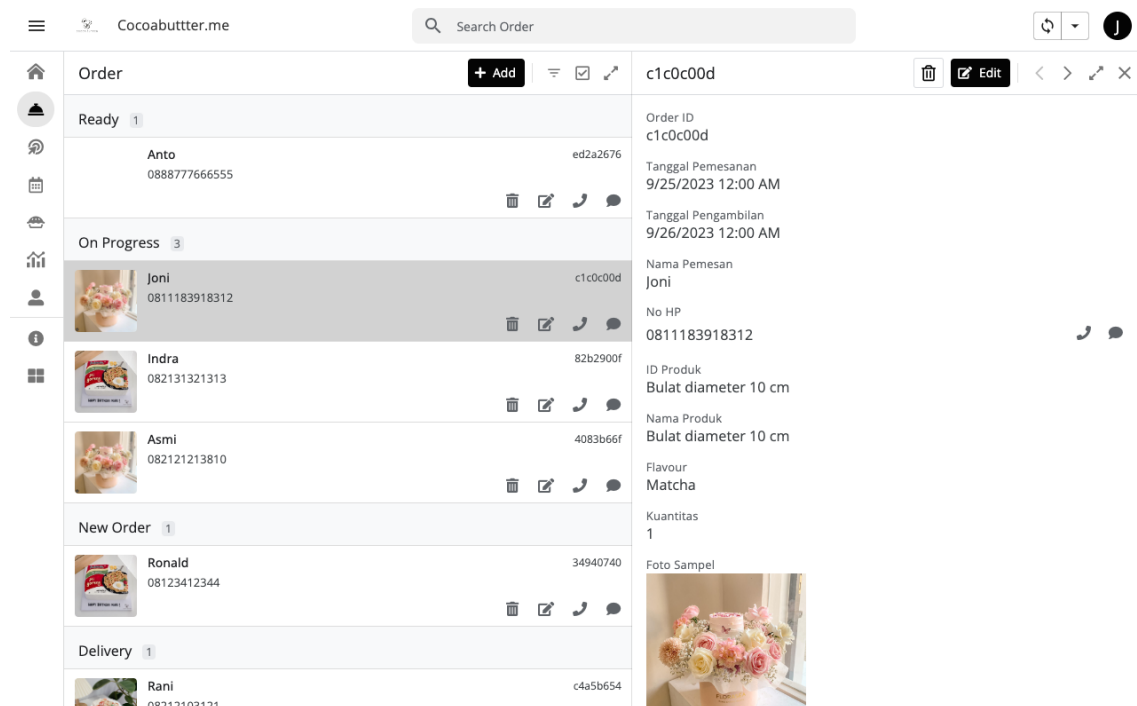 Cocoabuttter.me
Search Order
J
Order
Add
Ready 1
Anto
ed2a2676
0888777666555
On Progress 3
Joni
c1c0c00d
0811183918312
Indra
82b2900f
082131321313
Asmi
4083b66f
082121213810
New Order 1
Ronald
34940740
08123412344
Delivery 1
Rani
c4a5b654
08212103121
c1c0c00d
Edit
Order ID
c1c0c00d
Tanggal Pemesanan
9/25/2023 12:00 AM
Tanggal Pengambilan
9/26/2023 12:00 AM
Nama Pemesan
Joni
No HP
0811183918312
ID Produk
Bulat diameter 10 cm
Nama Produk
Bulat diameter 10 cm
Flavour
Matcha
Kuantitas
1
Foto Sampel